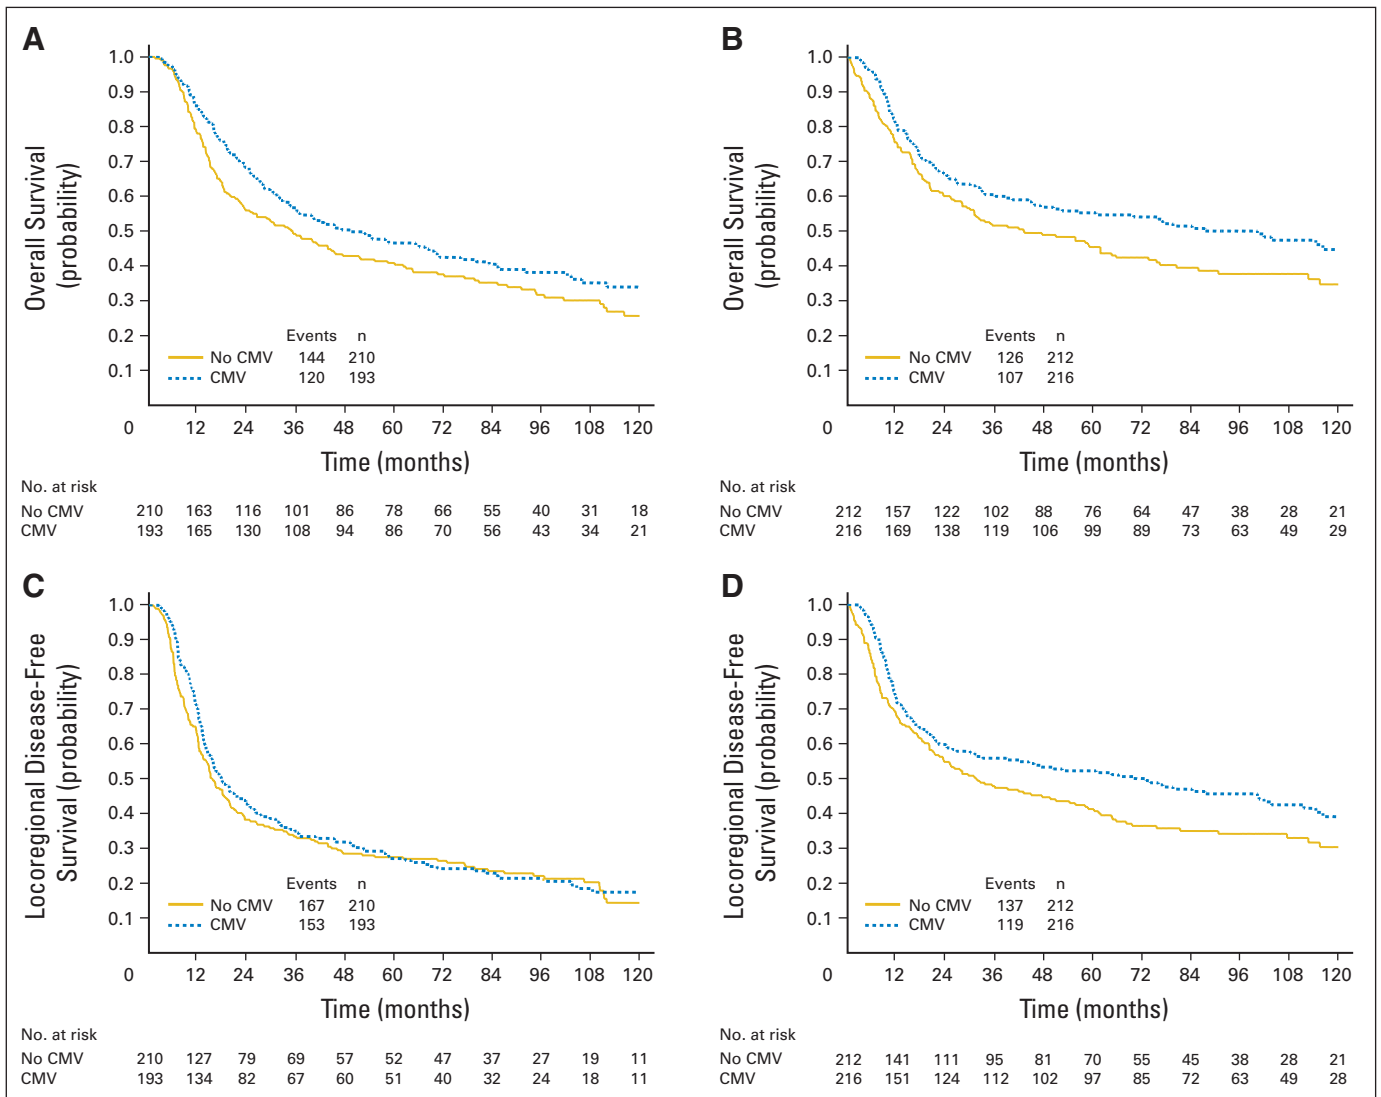 A
Overall Survival
(probability)
1.0
0.9
0.8
0.7
0.6
0.5
0.4
0.3
0.2
0.1
Events n
No CMV 144 210
CMV 120 193
0 12 24 36 48 60 72 84 96 108 120
Time (months)
No. at risk
No CMV 210 163 116 101 86 78 66 55 40 31 18
CMV 193 165 130 108 94 86 70 56 43 34 21
B
Overall Survival
(probability)
1.0
0.9
0.8
0.7
0.6
0.5
0.4
0.3
0.2
0.1
Events n
No CMV 126 212
CMV 107 216
0 12 24 36 48 60 72 84 96 108 120
Time (months)
No. at risk
No CMV 212 157 122 102 88 76 64 47 38 28 21
CMV 216 169 138 119 106 99 89 73 63 49 29
C
Locoregional Disease-Free
Survival (probability)
1.0
0.9
0.8
0.7
0.6
0.5
0.4
0.3
0.2
0.1
Events n
No CMV 167 210
CMV 153 193
0 12 24 36 48 60 72 84 96 108 120
Time (months)
No. at risk
No CMV 210 127 79 69 57 52 47 37 27 19 11
CMV 193 134 82 67 60 51 40 32 24 18 11
D
Locoregional Disease-Free
Survival (probability)
1.0
0.9
0.8
0.7
0.6
0.5
0.4
0.3
0.2
0.1
Events n
No CMV 137 212
CMV 119 216
0 12 24 36 48 60 72 84 96 108 120
Time (months)
No. at risk
No CMV 212 141 111 95 81 70 55 45 38 28 21
CMV 216 151 124 112 102 97 85 72 63 49 28